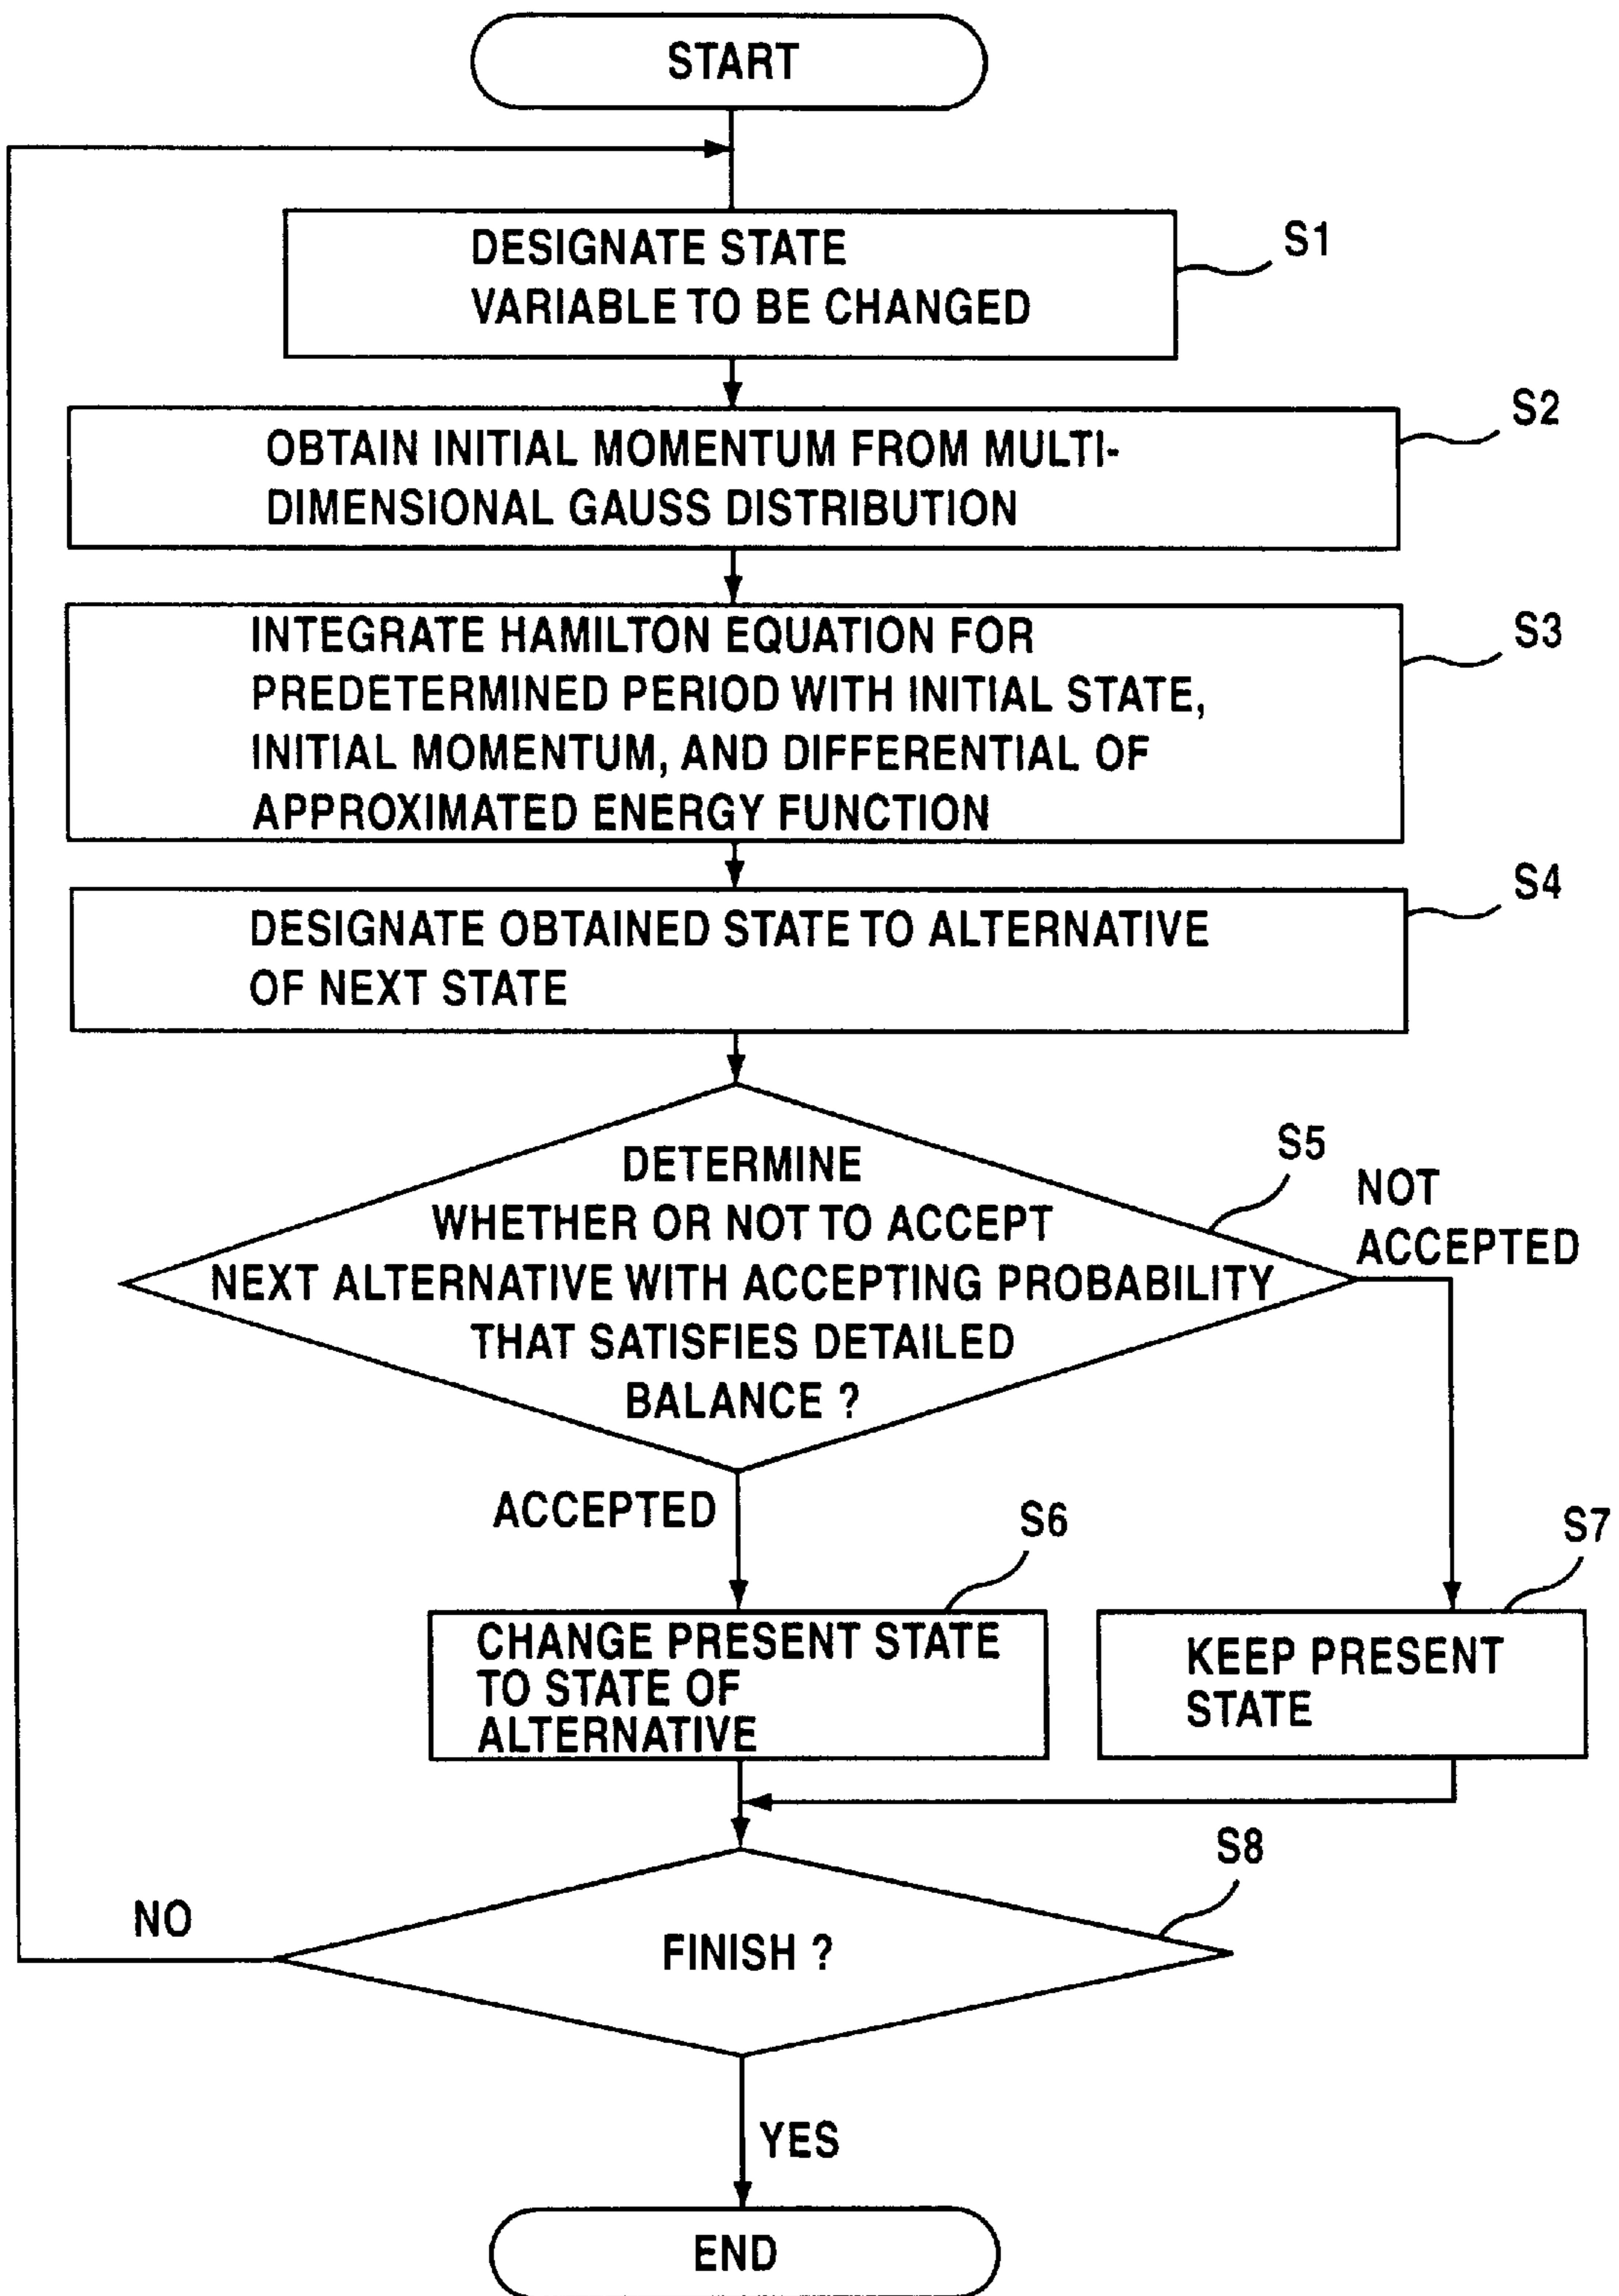 START
DESIGNATE STATE
VARIABLE TO BE CHANGED
S1
OBTAIN INITIAL MOMENTUM FROM MULTI-
DIMENSIONAL GAUSS DISTRIBUTION
S2
INTEGRATE HAMILTON EQUATION FOR
PREDETERMINED PERIOD WITH INITIAL STATE,
INITIAL MOMENTUM, AND DIFFERENTIAL OF
APPROXIMATED ENERGY FUNCTION
S3
DESIGNATE OBTAINED STATE TO ALTERNATIVE
OF NEXT STATE
S4
DETERMINE
WHETHER OR NOT TO ACCEPT
NEXT ALTERNATIVE WITH ACCEPTING PROBABILITY
THAT SATISFIES DETAILED
BALANCE ?
S5
NOT
ACCEPTED
ACCEPTED
S6
CHANGE PRESENT STATE
TO STATE OF
ALTERNATIVE
S7
KEEP PRESENT
STATE
S8
FINISH ?
NO
YES
END